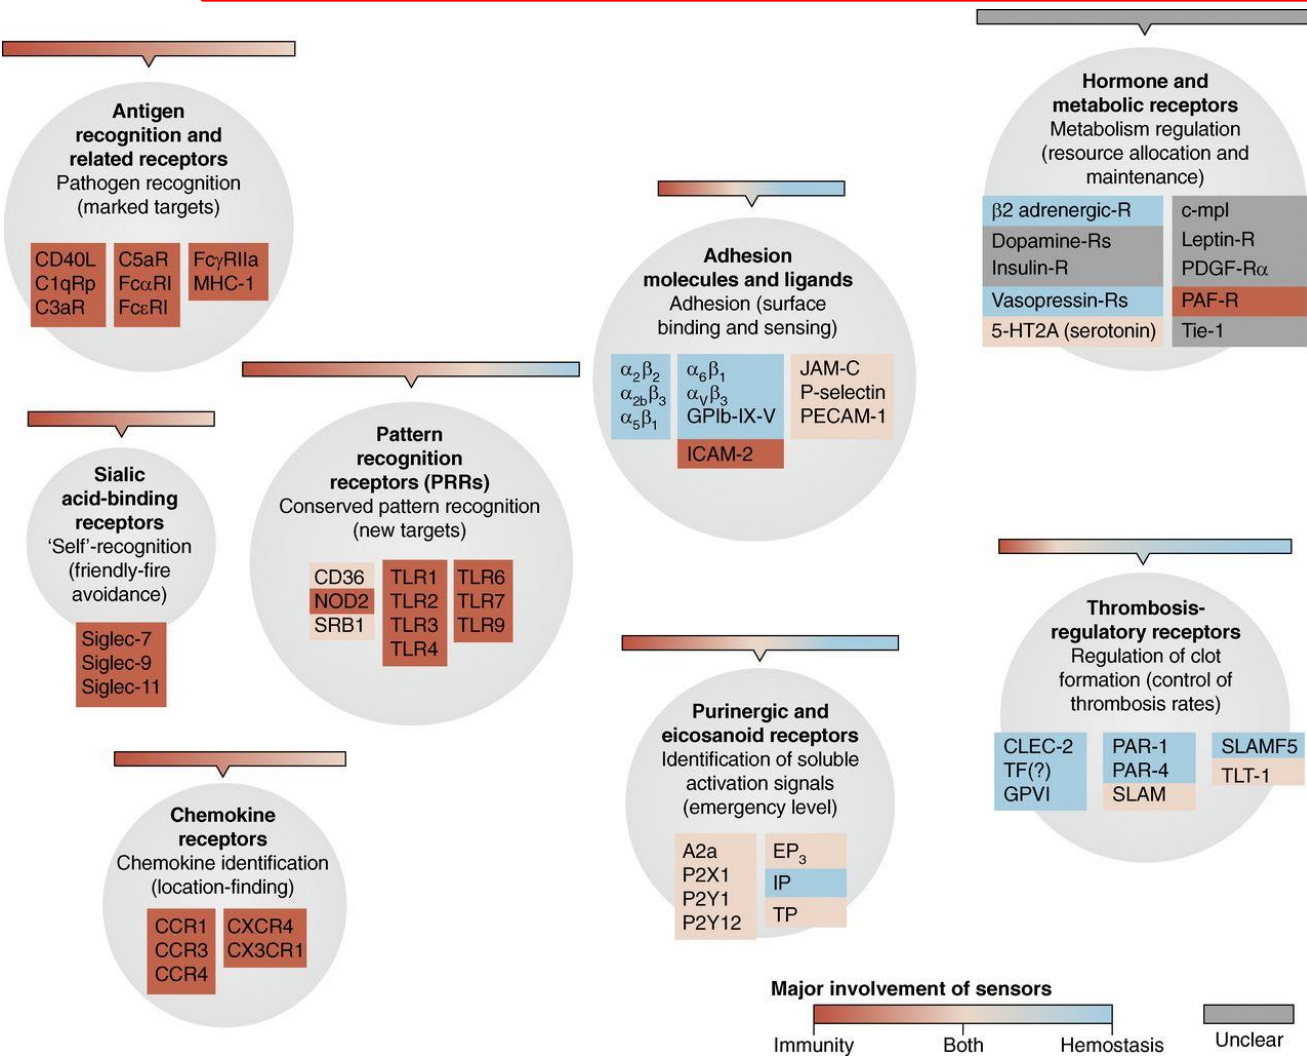 Antigen
recognition and
related receptors
Pathogen recognition
(marked targets)
CD40L
C1qRp
C3aR
C5aR
FcαRI
FcεRI
FcγRIIa
MHC-1
Sialic
acid-binding
receptors
‘Self’-recognition
(friendly-fire
avoidance)
Siglec-7
Siglec-9
Siglec-11
Pattern
recognition
receptors (PRRs)
Conserved pattern recognition
(new targets)
CD36
NOD2
SRB1
TLR1
TLR2
TLR3
TLR4
TLR6
TLR7
TLR9
Chemokine
receptors
Chemokine identification
(location-finding)
CCR1
CCR3
CCR4
CXCR4
CX3CR1
Adhesion
molecules and ligands
Adhesion (surface
binding and sensing)
α2β2
α2bβ3
α5β1
α6β1
αVβ3
GPIb-IX-V
ICAM-2
JAM-C
P-selectin
PECAM-1
Purinergic and
eicosanoid receptors
Identification of soluble
activation signals
(emergency level)
A2a
P2X1
P2Y1
P2Y12
EP3
IP
TP
Hormone and
metabolic receptors
Metabolism regulation
(resource allocation and
maintenance)
β2 adrenergic-R
Dopamine-Rs
Insulin-R
Vasopressin-Rs
5-HT2A (serotonin)
c-mpl
Leptin-R
PDGF-Rα
PAF-R
Tie-1
Thrombosis-
regulatory receptors
Regulation of clot
formation (control of
thrombosis rates)
CLEC-2
TF(?)
GPVI
PAR-1
PAR-4
SLAM
SLAMF5
TLT-1
Major involvement of sensors
Immunity Both Hemostasis Unclear